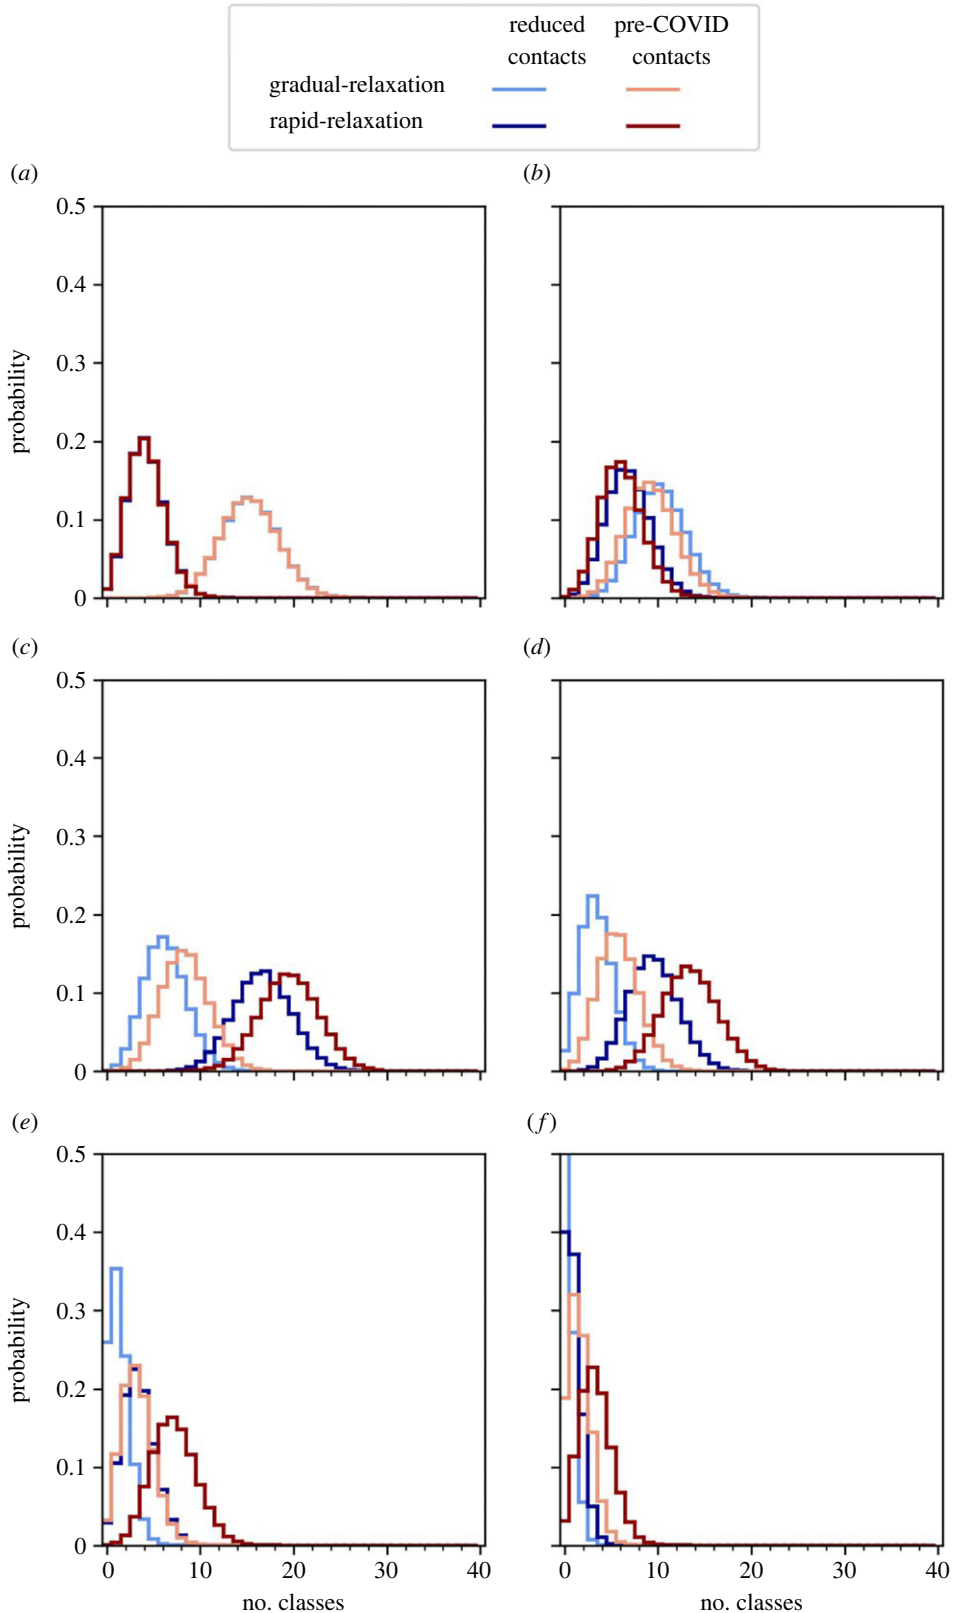 reduced pre-COVID
contacts contacts
gradual-relaxation
rapid-relaxation
(a) (b)
0.5
0.4
0.3
0.2
0.1
0
probability
(c) (d)
0.5
0.4
0.3
0.2
0.1
0
probability
(e) (f)
0.5
0.4
0.3
0.2
0.1
0
probability
0 10 20 30 40 0 10 20 30 40
no. classes no. classes